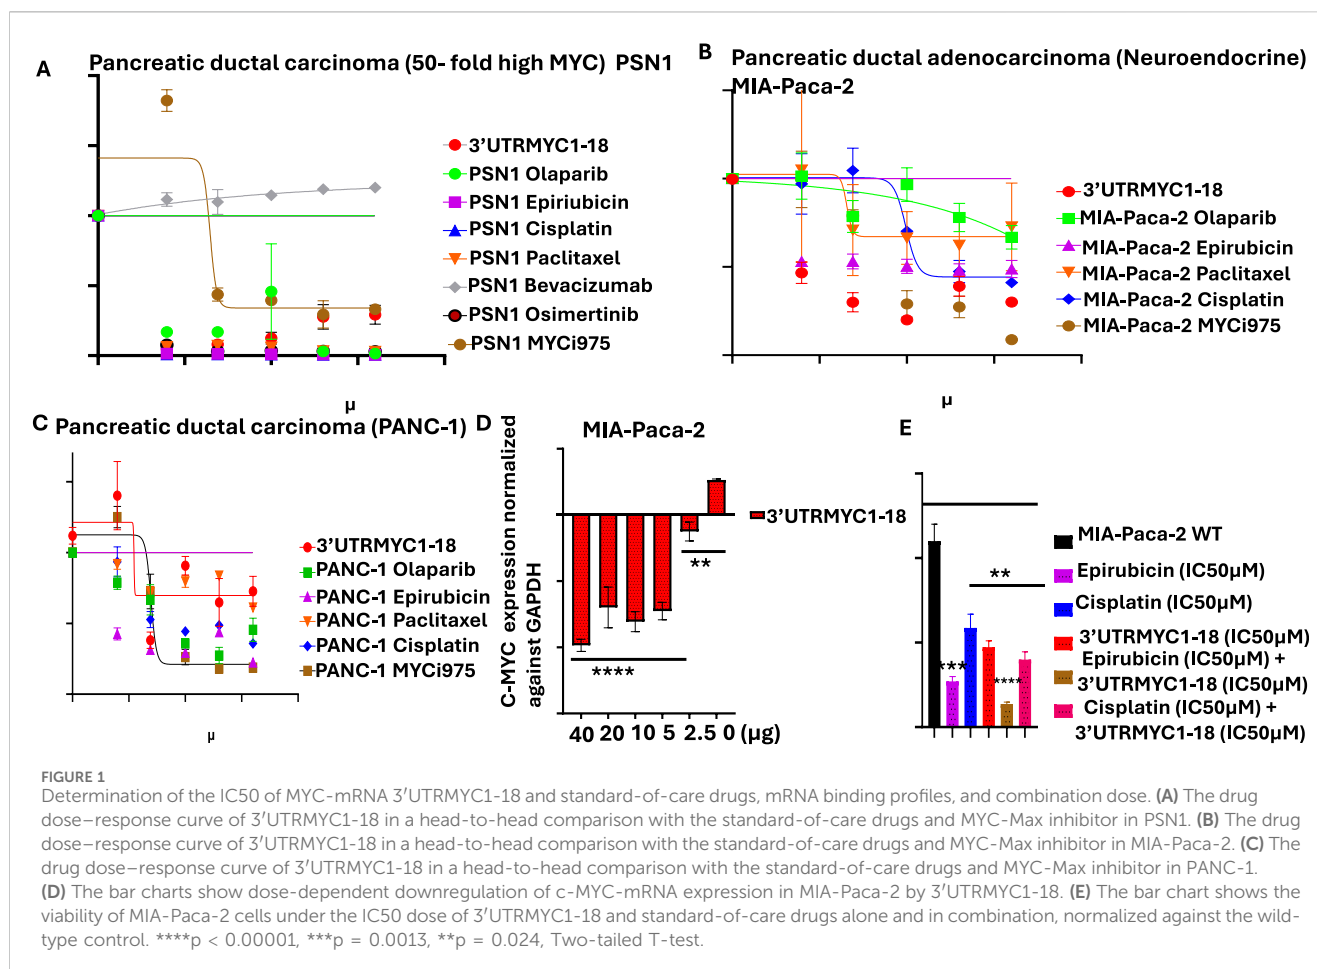 A
Pancreatic ductal carcinoma (50- fold high MYC) PSN1
3’UTRMYC1-18
PSN1 Olaparib
PSN1 Epiriubicin
PSN1 Cisplatin
PSN1 Paclitaxel
PSN1 Bevacizumab
PSN1 Osimertinib
PSN1 MYCi975
µ
B
Pancreatic ductal adenocarcinoma (Neuroendocrine)
MIA-Paca-2
3’UTRMYC1-18
MIA-Paca-2 Olaparib
MIA-Paca-2 Epirubicin
MIA-Paca-2 Paclitaxel
MIA-Paca-2 Cisplatin
MIA-Paca-2 MYCi975
µ
C
Pancreatic ductal carcinoma (PANC-1)
3’UTRMYC1-18
PANC-1 Olaparib
PANC-1 Epirubicin
PANC-1 Paclitaxel
PANC-1 Cisplatin
PANC-1 MYCi975
µ
D
MIA-Paca-2
C-MYC expression normalized
against GAPDH
3’UTRMYC1-18
**
****
40 20 10 5 2.5 0 (µg)
E
**
***
****
MIA-Paca-2 WT
Epirubicin (IC50µM)
Cisplatin (IC50µM)
3’UTRMYC1-18 (IC50µM)
Epirubicin (IC50µM) +
3’UTRMYC1-18 (IC50µM)
Cisplatin (IC50µM) +
3’UTRMYC1-18 (IC50µM)
FIGURE 1
Determination of the IC50 of MYC-mRNA 3′UTRMYC1-18 and standard-of-care drugs, mRNA binding profiles, and combination dose. (A) The drug
dose–response curve of 3′UTRMYC1-18 in a head-to-head comparison with the standard-of-care drugs and MYC-Max inhibitor in PSN1. (B) The drug
dose–response curve of 3′UTRMYC1-18 in a head-to-head comparison with the standard-of-care drugs and MYC-Max inhibitor in MIA-Paca-2. (C) The
drug dose–response curve of 3′UTRMYC1-18 in a head-to-head comparison with the standard-of-care drugs and MYC-Max inhibitor in PANC-1.
(D) The bar charts show dose-dependent downregulation of c-MYC-mRNA expression in MIA-Paca-2 by 3′UTRMYC1-18. (E) The bar chart shows the
viability of MIA-Paca-2 cells under the IC50 dose of 3′UTRMYC1-18 and standard-of-care drugs alone and in combination, normalized against the wild-
type control. ****p < 0.00001, ***p = 0.0013, **p = 0.024, Two-tailed T-test.